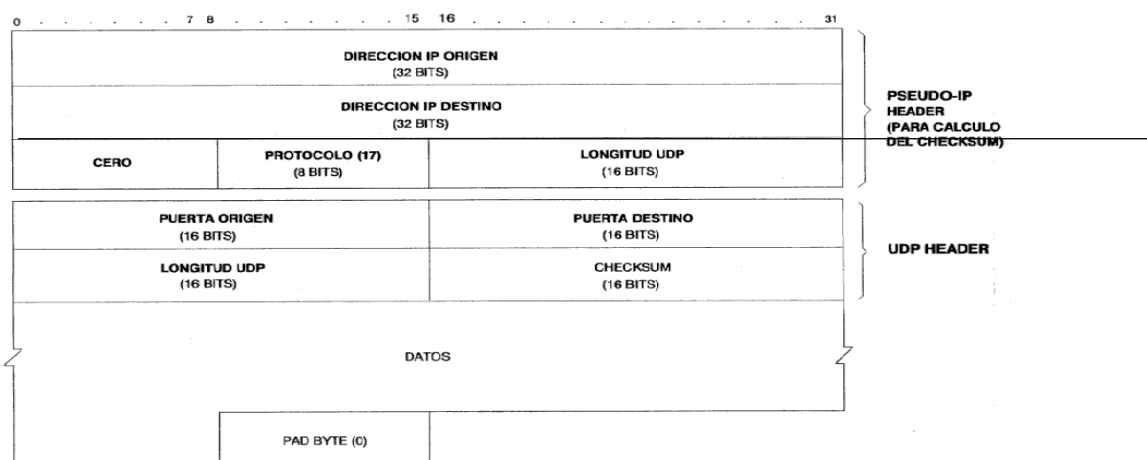 0 . . . . . . 7 8 . . . . . . 15 16 . . . . . . . . . . . . . . 31
DIRECCION IP ORIGEN
(32 BITS)
DIRECCION IP DESTINO
(32 BITS)
PSEUDO-IP
HEADER
(PARA CALCULO
DEL CHECKSUM)
CERO
PROTOCOLO (17)
(8 BITS)
LONGITUD UDP
(16 BITS)
PUERTA ORIGEN
(16 BITS)
PUERTA DESTINO
(16 BITS)
UDP HEADER
LONGITUD UDP
(16 BITS)
CHECKSUM
(16 BITS)
DATOS
PAD BYTE (0)